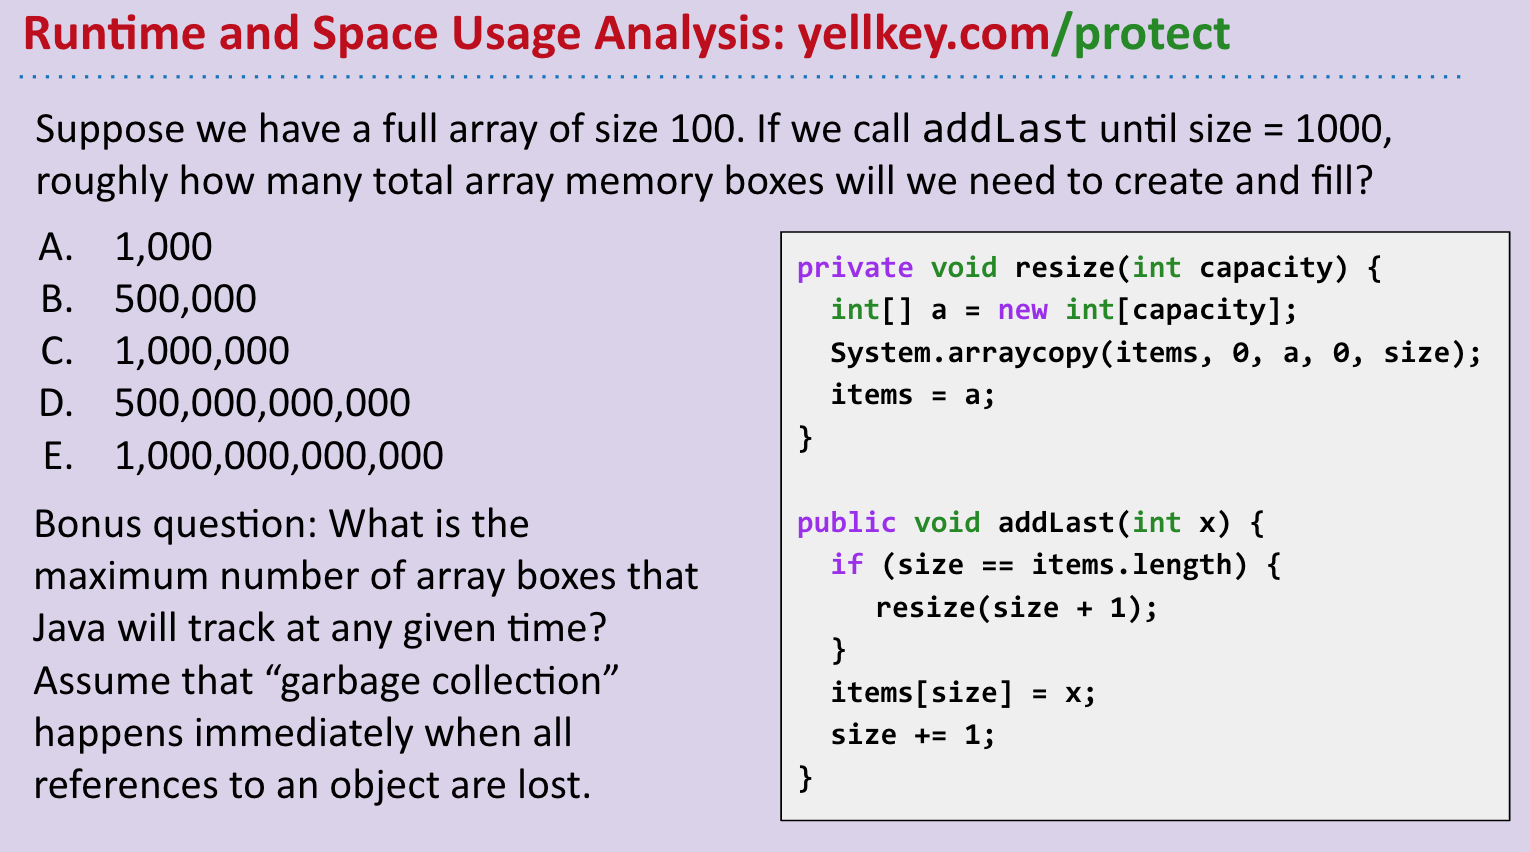 Runtime and Space Usage Analysis: yellkey.com/protect
Suppose we have a full array of size 100. If we call addLast until size = 1000,
roughly how many total array memory boxes will we need to create and fill?
A. 1,000
B. 500,000
C. 1,000,000
D. 500,000,000,000
E. 1,000,000,000,000
Bonus question: What is the
maximum number of array boxes that
Java will track at any given time?
Assume that “garbage collection”
happens immediately when all
references to an object are lost.
private void resize(int capacity) {
  int[] a = new int[capacity];
  System.arraycopy(items, 0, a, 0, size);
  items = a;
}
public void addLast(int x) {
  if (size == items.length) {
    resize(size + 1);
  }
  items[size] = x;
  size += 1;
}